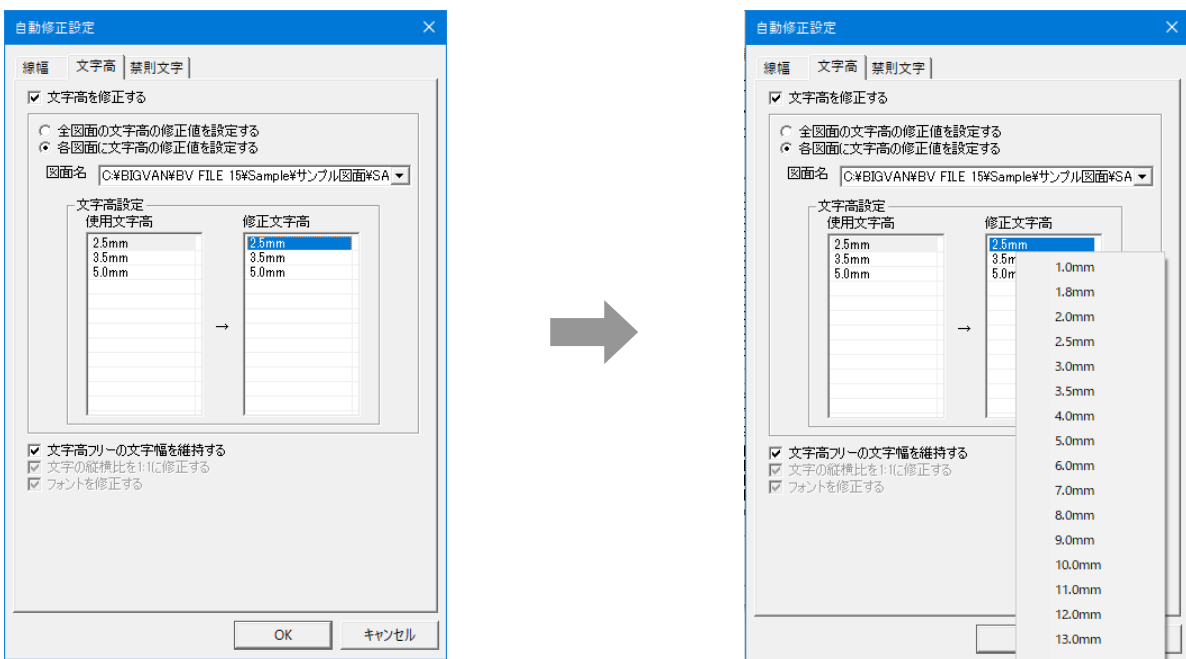 自動修正設定
線幅 文字高 禁則文字
文字高を修正する
全図面の文字高の修正値を設定する
各図面に文字高の修正値を設定する
図面名 C:¥BIGVAN¥BV FILE 15¥Sample¥サンプル図面¥SA
文字高設定
使用文字高 修正文字高
2.5mm 2.5mm
3.5mm 3.5mm
5.0mm 5.0mm
→
文字高フリーの文字幅を維持する
文字の縦横比を1:1に修正する
フォントを修正する
OK キャンセル
自動修正設定
線幅 文字高 禁則文字
文字高を修正する
全図面の文字高の修正値を設定する
各図面に文字高の修正値を設定する
図面名 C:¥BIGVAN¥BV FILE 15¥Sample¥サンプル図面¥SA
文字高設定
使用文字高 修正文字高
2.5mm 2.5mm
3.5mm 3.5m
5.0mm 5.0m
→
文字高フリーの文字幅を維持する
文字の縦横比を1:1に修正する
フォントを修正する
1.0mm
1.8mm
2.0mm
2.5mm
3.0mm
3.5mm
4.0mm
5.0mm
6.0mm
7.0mm
8.0mm
9.0mm
10.0mm
11.0mm
12.0mm
13.0mm